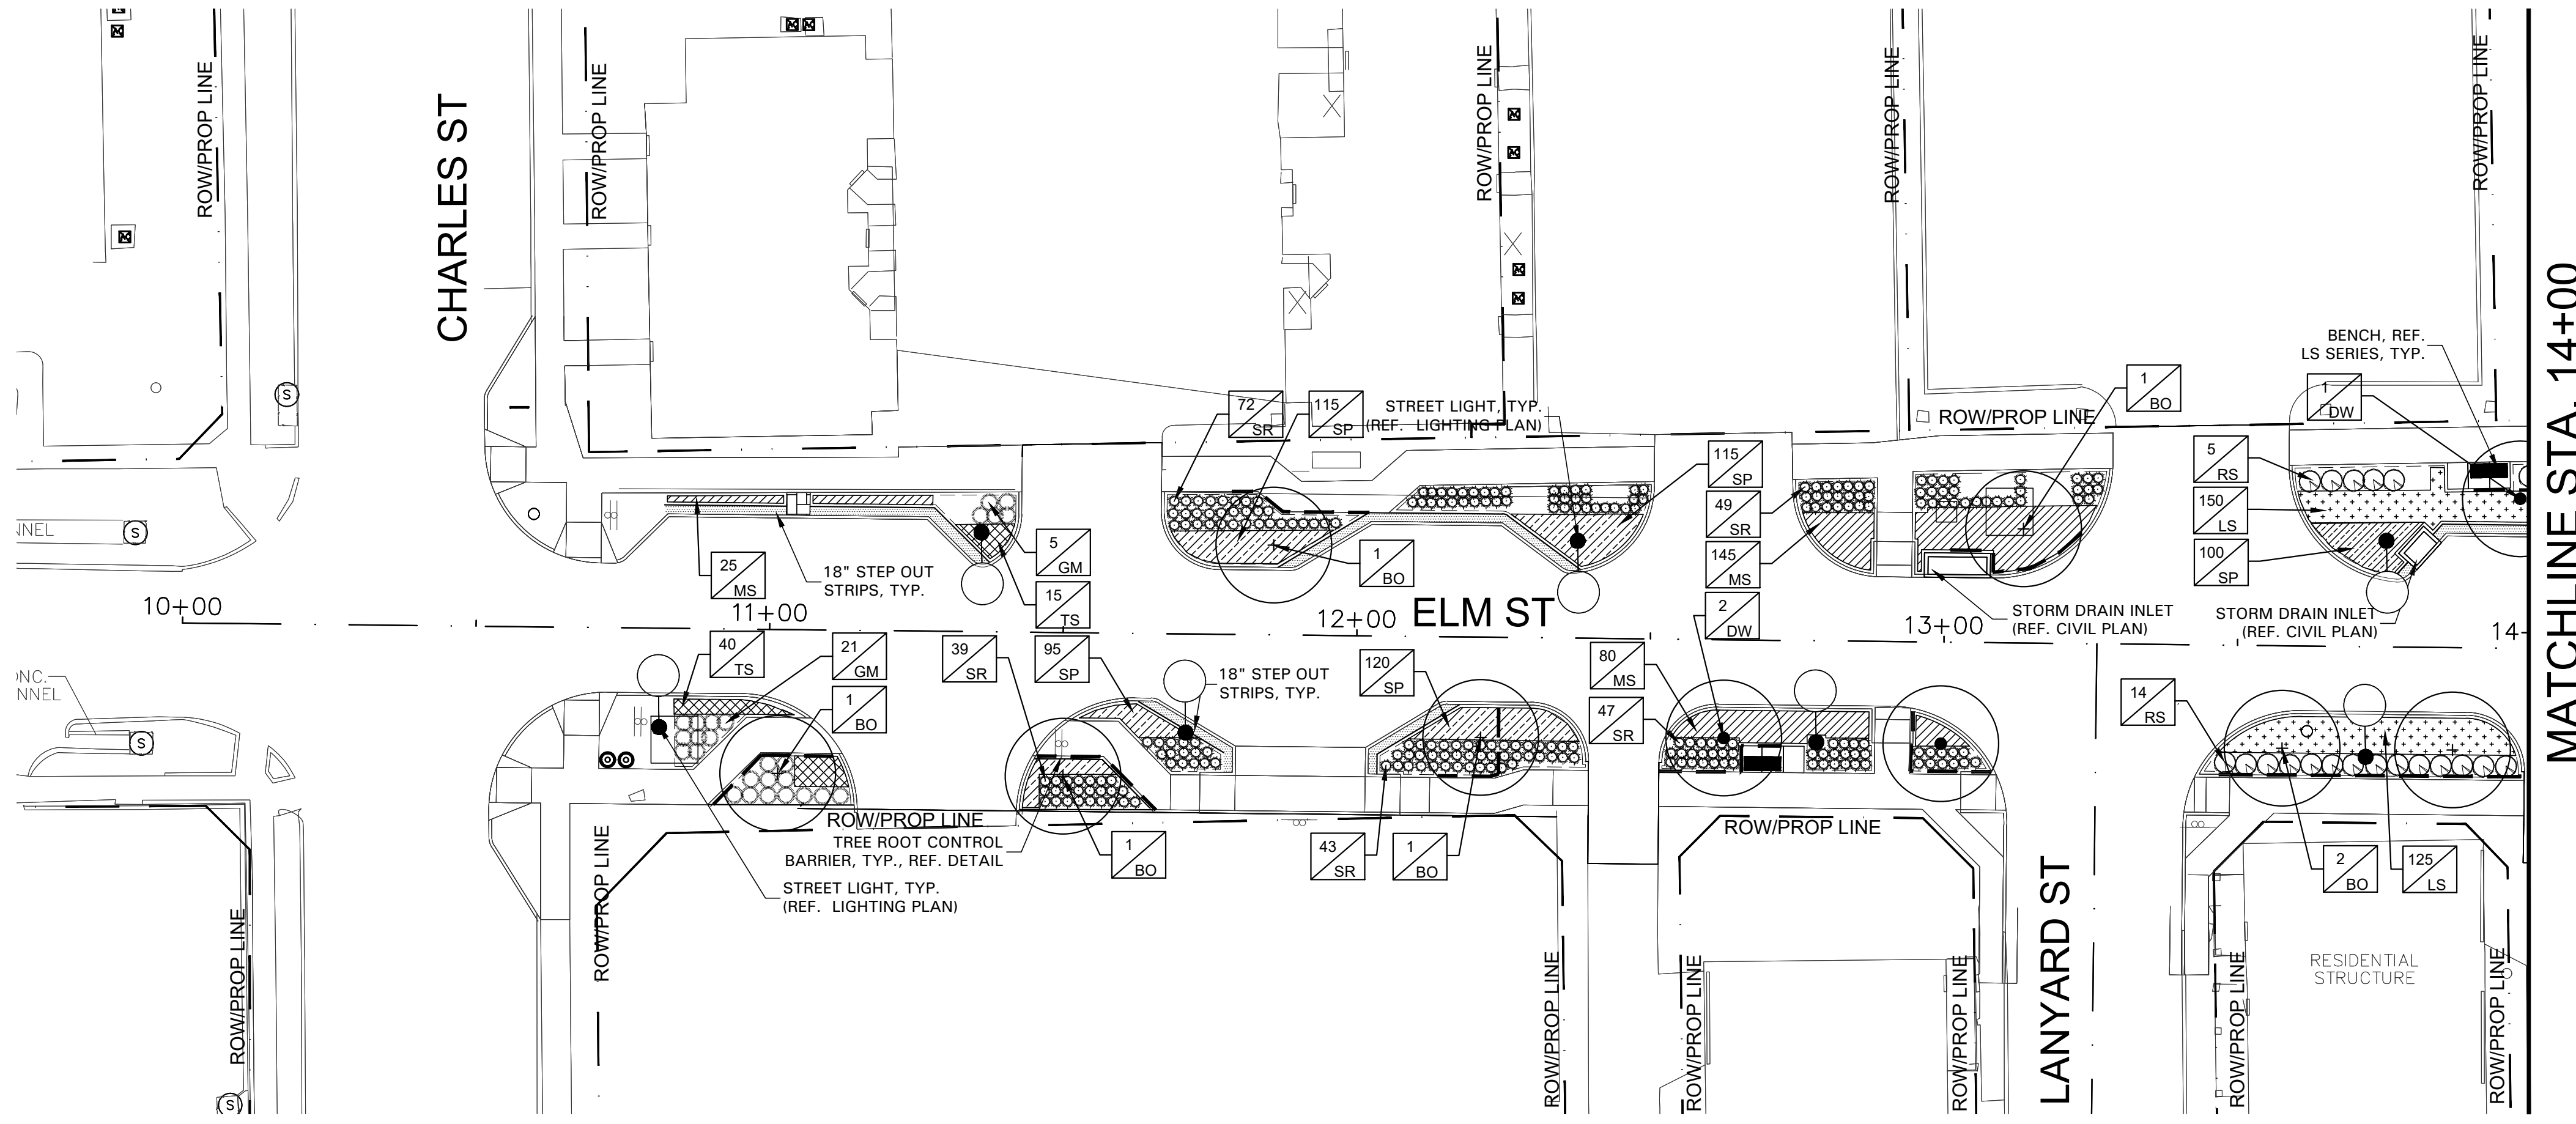 ROW/PROP LINE
CHARLES ST
ROW/PROP LINE
ROW/PROP LINE
ROW/PROP LINE
ROW/PROP LINE
MATCHLINE STA. 14+00
BENCH, REF.
LS SERIES, TYP.
1
BO
1
DW
72
SR
115
SP
STREET LIGHT, TYP.
(REF. LIGHTING PLAN)
ROW/PROP LINE
115
SP
49
SR
145
MS
5
RS
150
LS
100
SP
S
S
NNEL
25
MS
18" STEP OUT
STRIPS, TYP.
5
GM
15
TS
1
BO
2
DW
STORM DRAIN INLET
(REF. CIVIL PLAN)
STORM DRAIN INLET
(REF. CIVIL PLAN)
10+00
11+00
12+00
ELM ST
13+00
14-
40
TS
21
GM
1
BO
39
SR
95
SP
18" STEP OUT
STRIPS, TYP.
120
SP
80
MS
47
SR
14
RS
NC.
NNEL
S
ROW/PROP LINE
TREE ROOT CONTROL
BARRIER, TYP., REF. DETAIL
STREET LIGHT, TYP.
(REF. LIGHTING PLAN)
1
BO
43
SR
1
BO
ROW/PROP LINE
2
BO
125
LS
ROW/PROP LINE
ROW/PROP LINE
ROW/PROP LINE
ROW/PROP LINE
ROW/PROP LINE
LANYARD ST
ROW/PROP LINE
RESIDENTIAL
STRUCTURE
ROW/PROP LINE
S